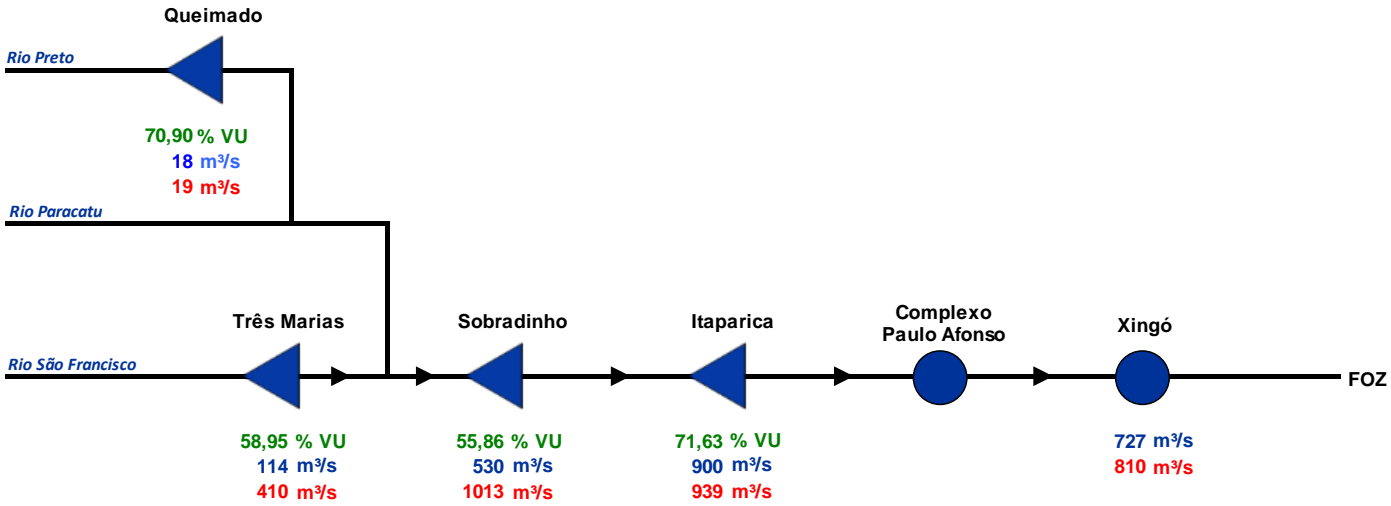 Queimado
Rio Preto
70,90 % VU
18 m³/s
19 m³/s
Rio Paracatu
Três Marias
Sobradinho
Itaparica
Complexo
Paulo Afonso
Xingó
Rio São Francisco
FOZ
58,95 % VU
114 m³/s
410 m³/s
55,86 % VU
530 m³/s
1013 m³/s
71,63 % VU
900 m³/s
939 m³/s
727 m³/s
810 m³/s